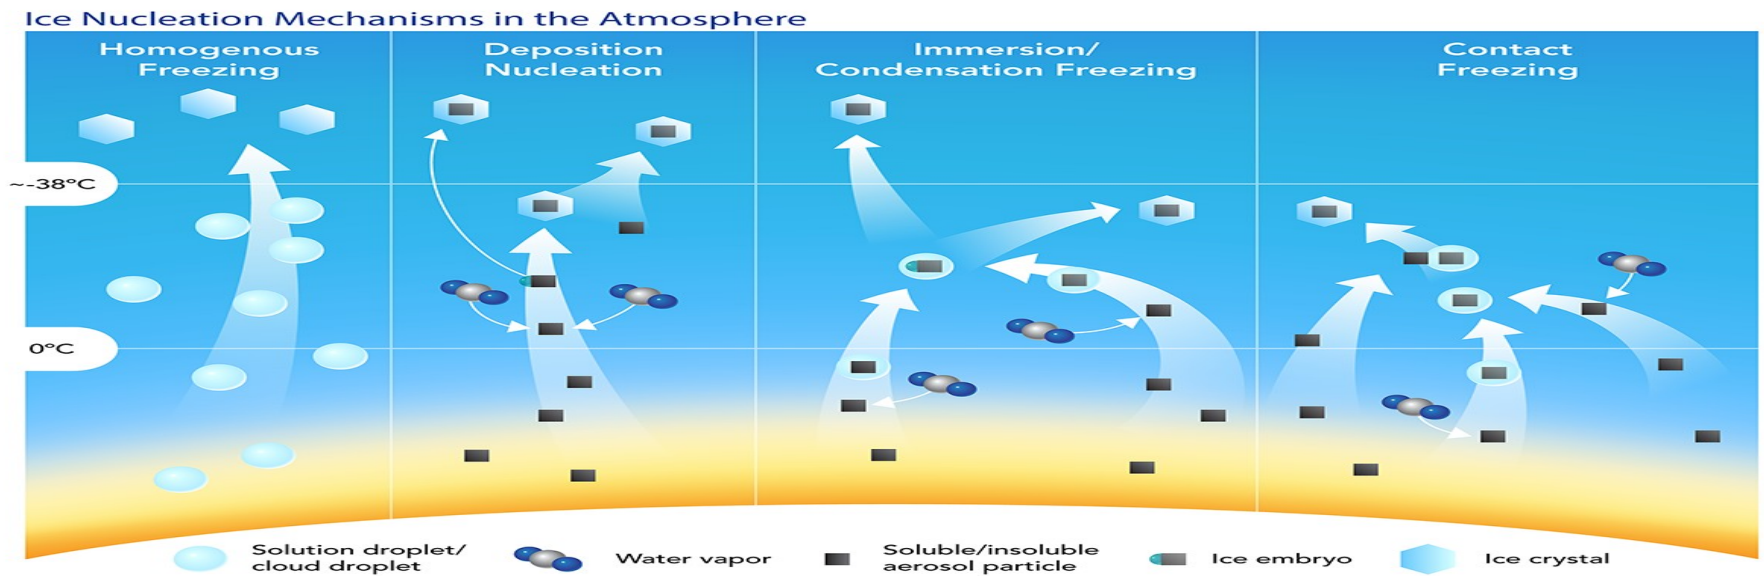 Ice Nucleation Mechanisms in the Atmosphere
Homogenous
Freezing
Deposition
Nucleation
Immersion/
Condensation Freezing
Contact
Freezing
~-38°C
0°C
Solution droplet/
cloud droplet
Water vapor
Soluble/insoluble
aerosol particle
Ice embryo
Ice crystal